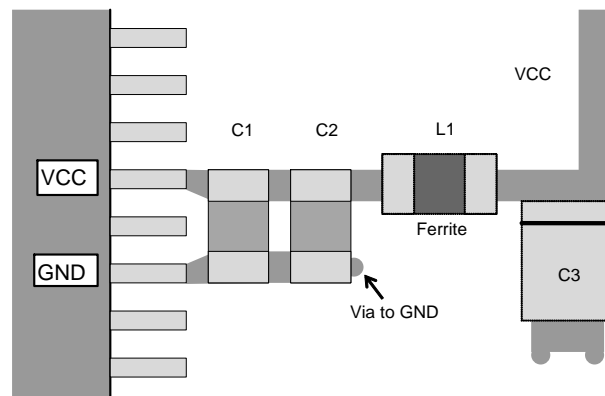 VCC
C1
C2
L1
VCC
GND
Ferrite
C3
Via to GND